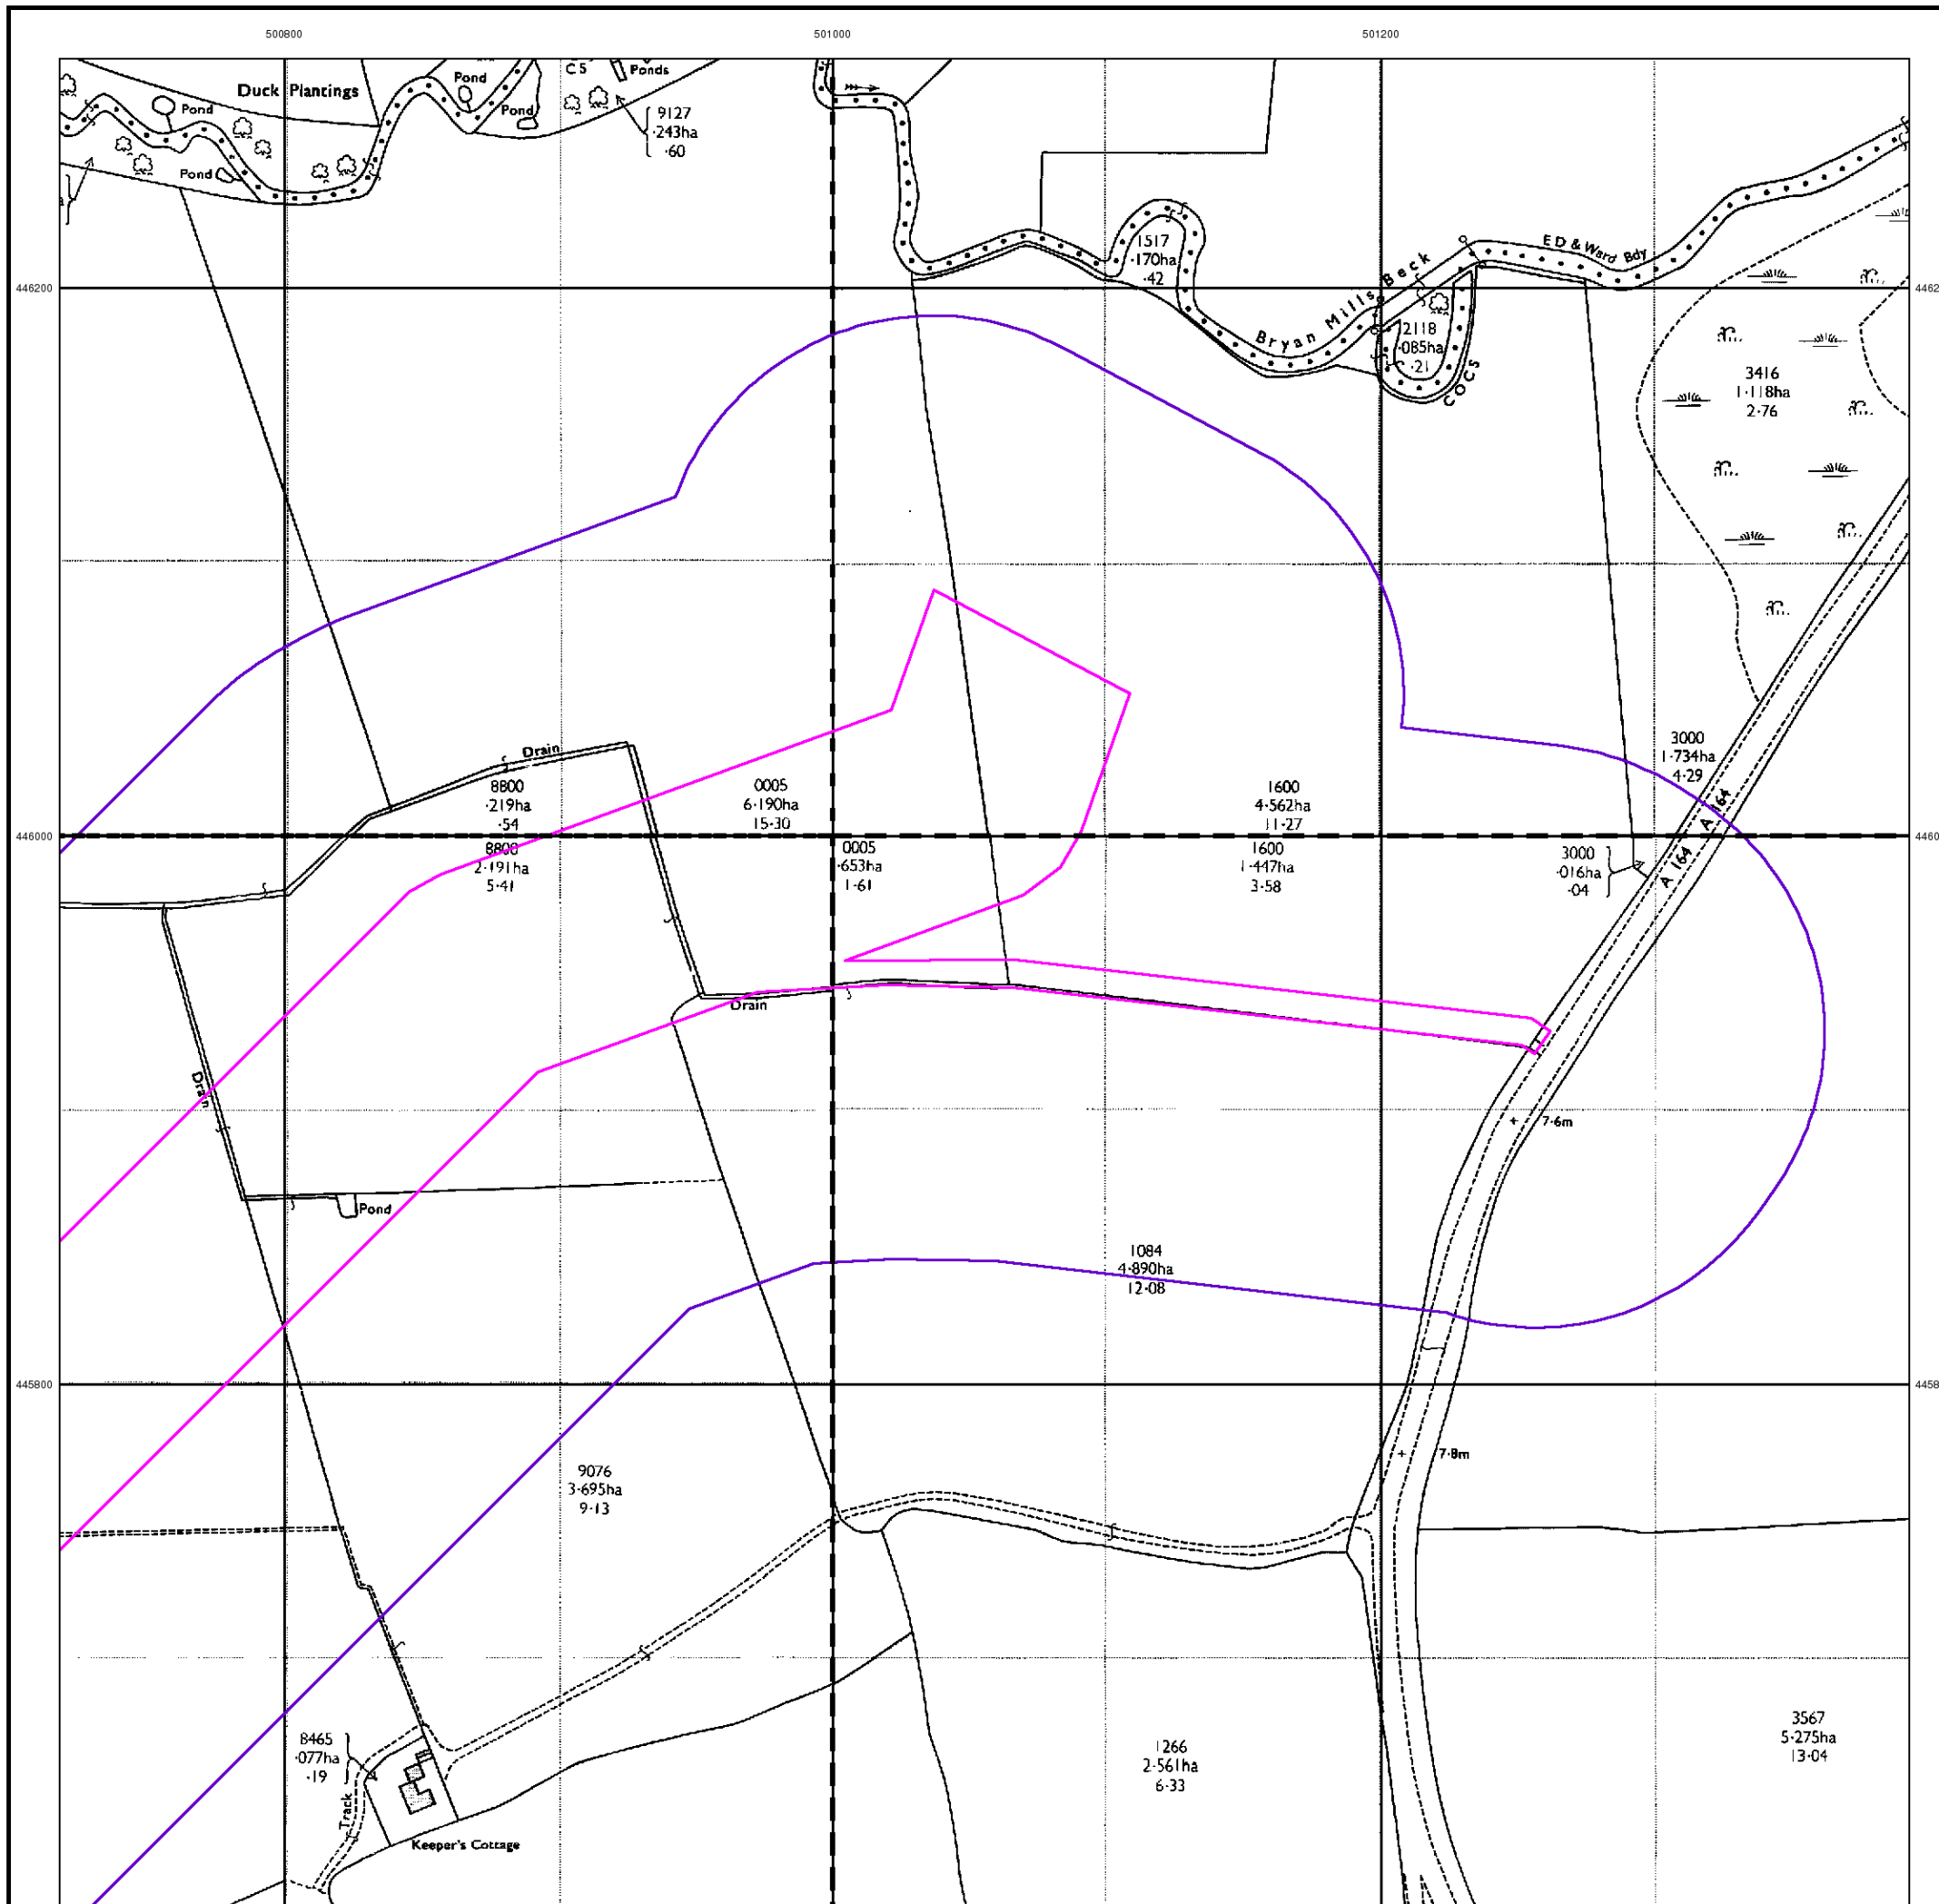 500800
501000
501200
Duck Plantings
Pond
Pond
Pond
Pond
C S
Ponds
9127
·243ha
·60
1517
·170ha
·42
Bryan Mills Beck
E D & Ward Bdy
446200
2118
·085ha
·21
COCS
3416
1·118ha
2·76
Drain
8800
·219ha
·54
0005
6·190ha
15·30
1600
4·562ha
11·27
3000
1·734ha
4·29
A 164
446000
8800
2·191ha
5·41
0005
·653ha
1·61
1600
1·447ha
3·58
3000
·016ha
·04
A 164
Drain
Drain
7·6m
Pond
1084
4·890ha
12·08
445800
9076
3·695ha
9·13
7·8m
8465
·077ha
·19
Track
Keeper's Cottage
1266
2·561ha
6·33
3567
5·275ha
13·04